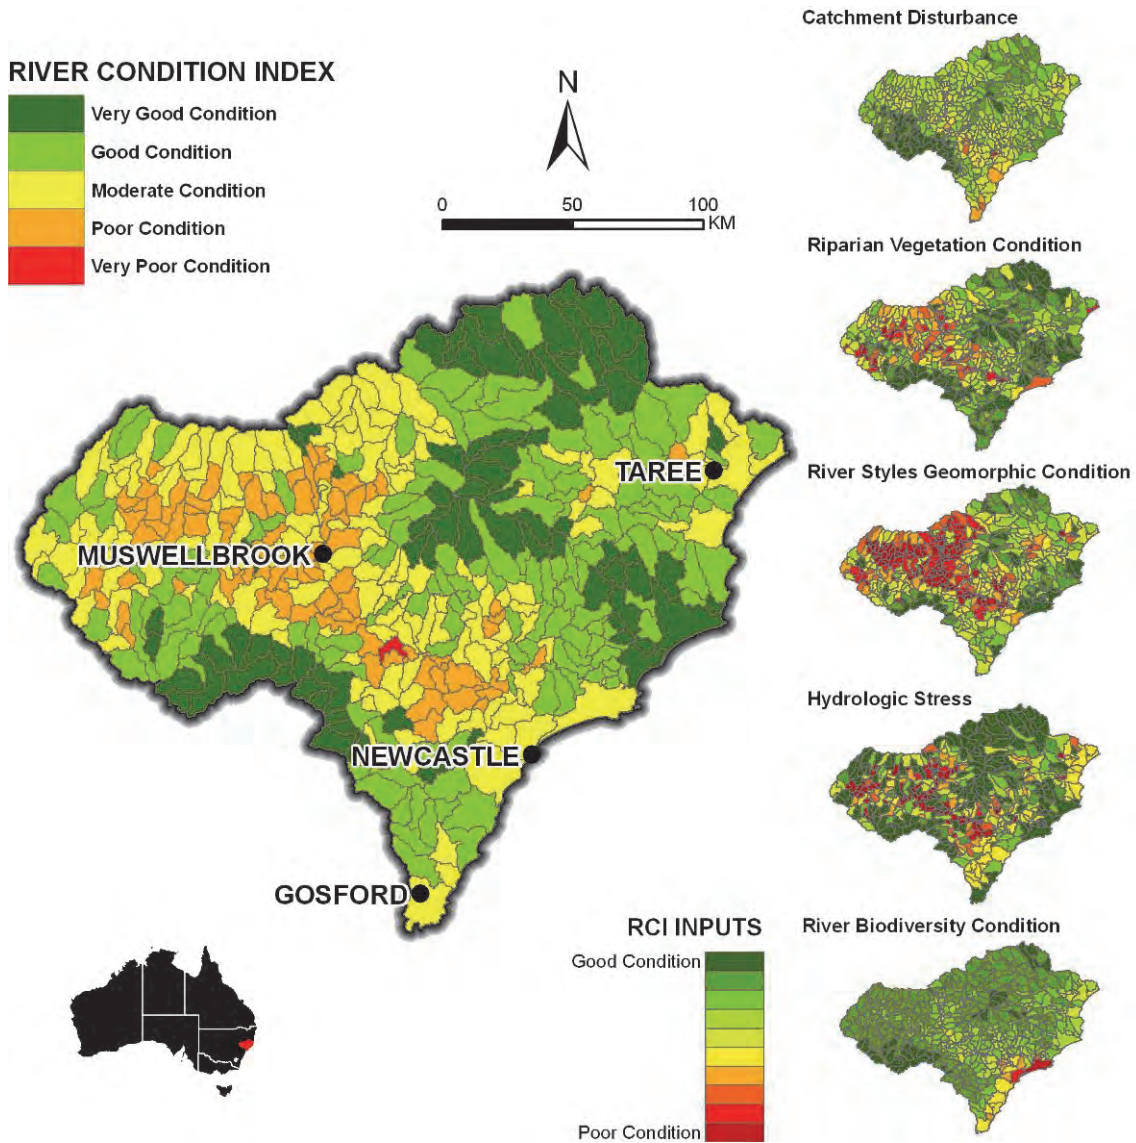 RIVER CONDITION INDEX
Very Good Condition
Good Condition
Moderate Condition
Poor Condition
Very Poor Condition
N
0 50 100
KM
TAREE
MUSWELLBROOK
NEWCASTLE
GOSFORD
Catchment Disturbance
Riparian Vegetation Condition
River Styles Geomorphic Condition
Hydrologic Stress
River Biodiversity Condition
RCI INPUTS
Good Condition
Poor Condition